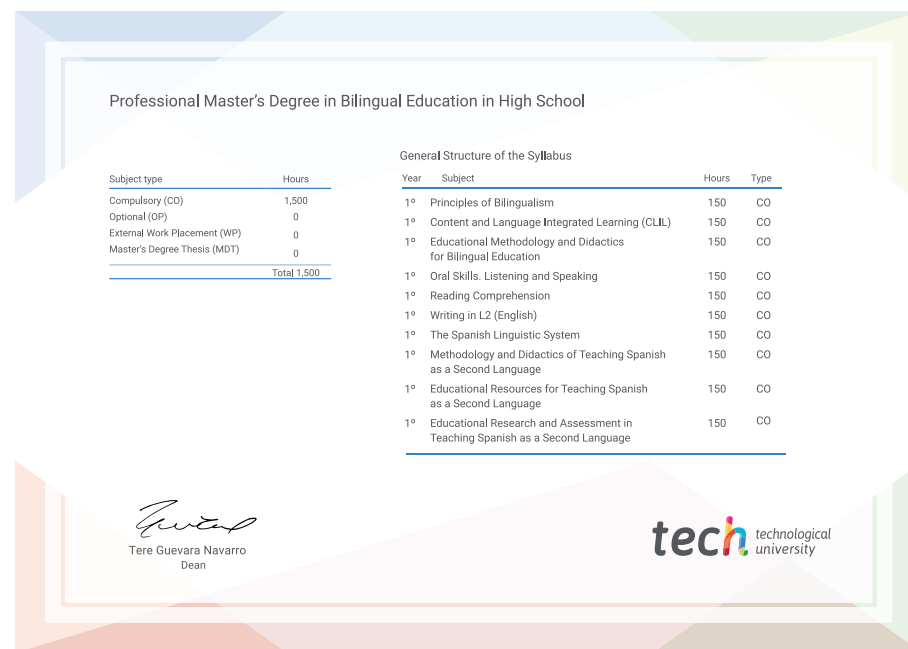 Professional Master's Degree in Bilingual Education in High School
General Structure of the Syllabus
Subject type Hours
Compulsory (CO) 1,500
Optional (OP) 0
External Work Placement (WP) 0
Master's Degree Thesis (MDT) 0
Total 1,500
Year Subject Hours Type
1º Principles of Bilingualism 150 CO
1º Content and Language Integrated Learning (CLIL) 150 CO
1º Educational Methodology and Didactics 150 CO
for Bilingual Education
1º Oral Skills. Listening and Speaking 150 CO
1º Reading Comprehension 150 CO
1º Writing in L2 (English) 150 CO
1º The Spanish Linguistic System 150 CO
1º Methodology and Didactics of Teaching Spanish 150 CO
as a Second Language
1º Educational Resources for Teaching Spanish 150 CO
as a Second Language
1º Educational Research and Assessment in 150 CO
Teaching Spanish as a Second Language
Tere Guevara Navarro
Dean
tech technological
university